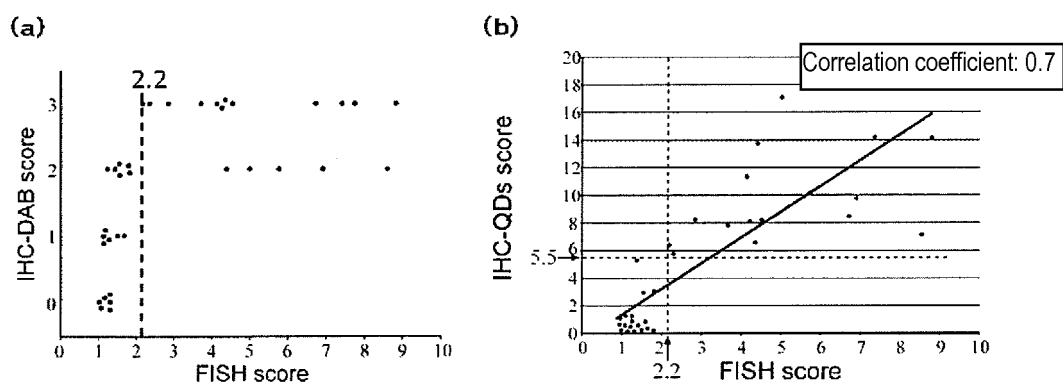 (a)
2.2
IHC-DAB score
3
2
1
0
0 1 2 3 4 5 6 7 8 9 10
FISH score
(b)
Correlation coefficient: 0.7
IHC-QDs score
20
18
16
14
12
10
8
6
5.5
4
2
0
0 1 2 3 4 5 6 7 8 9 10
2.2
FISH score